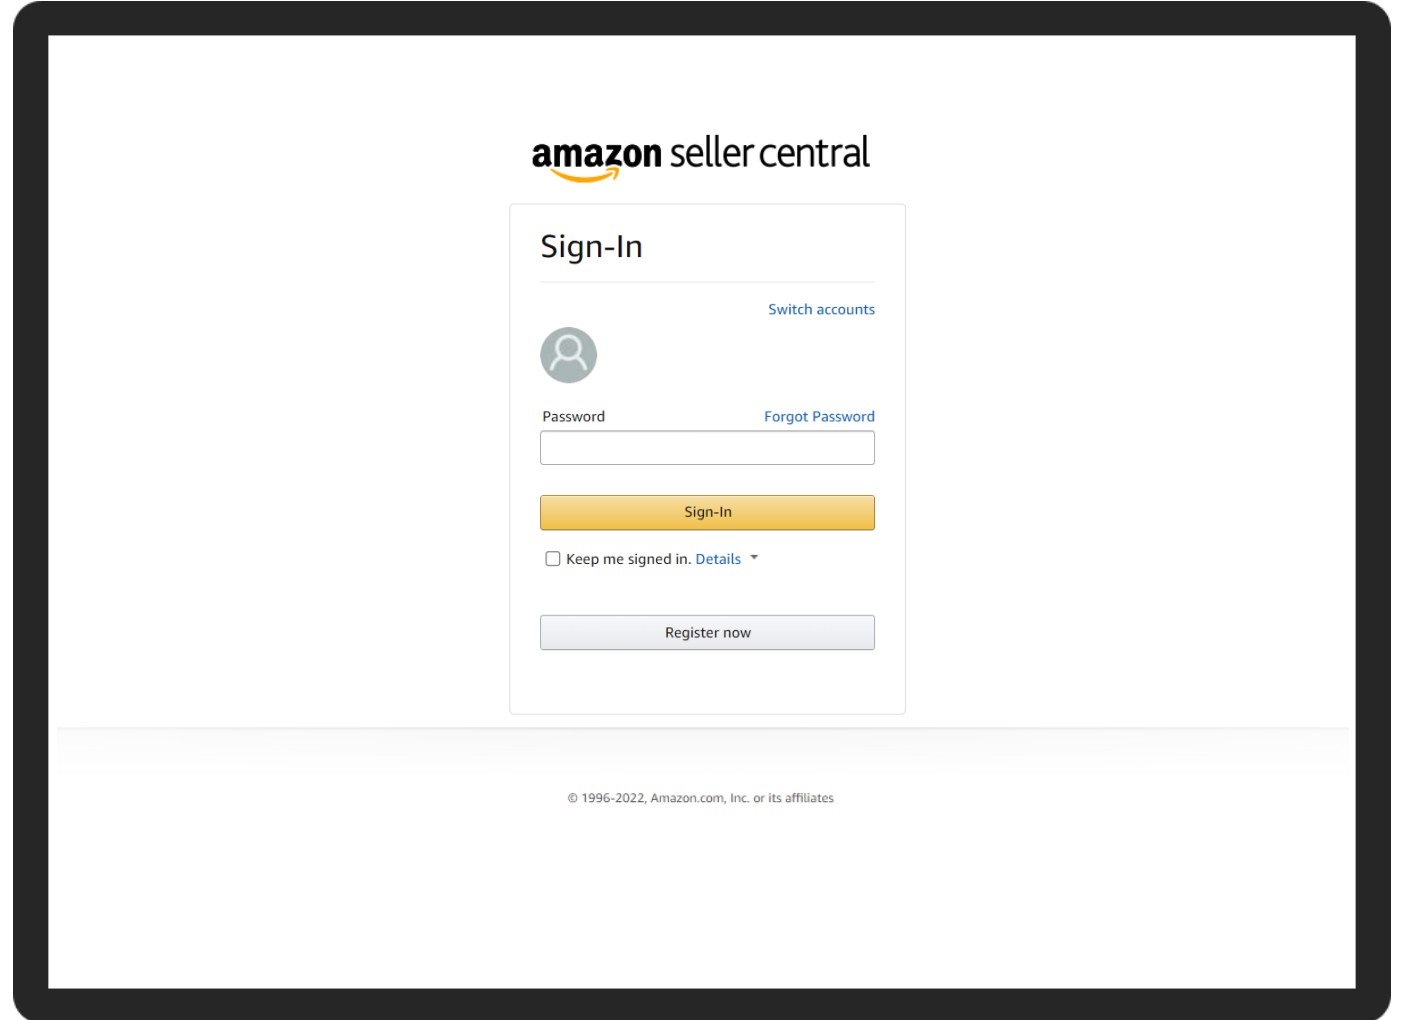 amazon seller central
Sign-In
Switch accounts
Password Forgot Password
Sign-In
Keep me signed in. Details
Register now
© 1996-2022, Amazon.com, Inc. or its affiliates